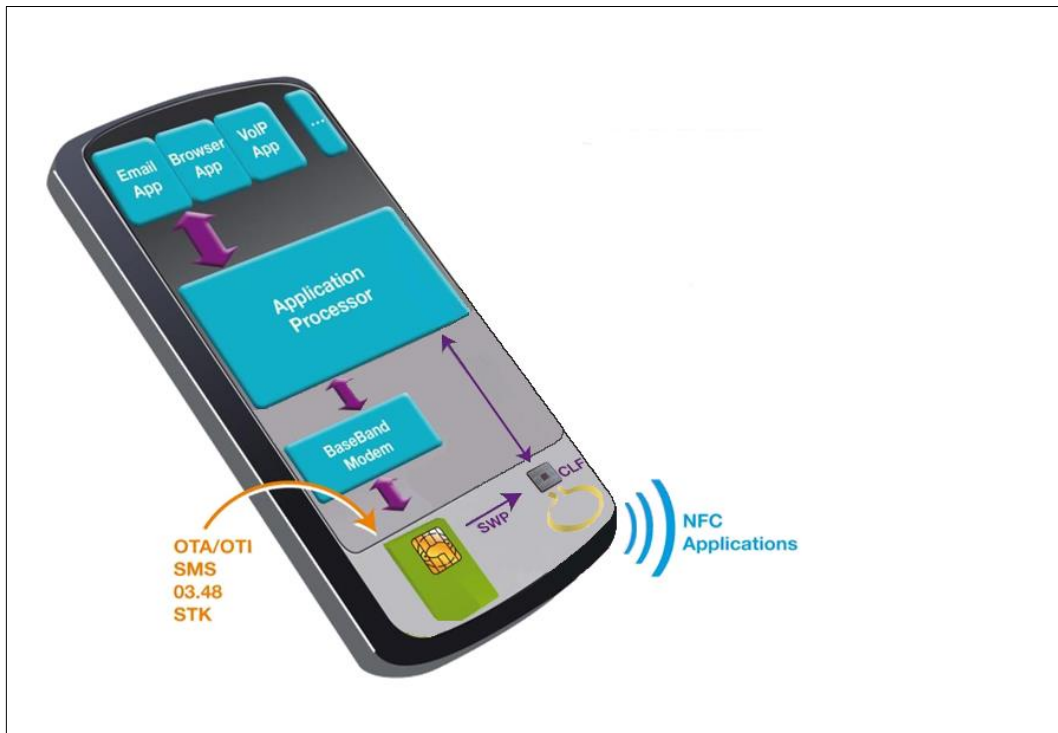 Email
App
Browser
App
VoIP
App
...
Application
Processor
BaseBand
Modem
SWP
CLF
OTA/OTI
SMS
03.48
STK
NFC
Applications